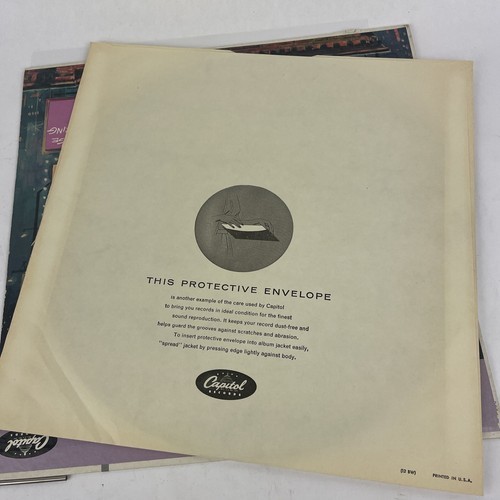 THIS PROTECTIVE ENVELOPE
is another example of the care used by Capitol
to bring you records in ideal condition for the finest
sound reproduction. It keeps your record dust-free and
helps guard the grooves against scratches and abrasion.
To insert protective envelope into album jacket easily,
"spread" jacket by pressing edge lightly against body.
Capitol
RECORDS
PRINTED IN U.S.A.
Capitol